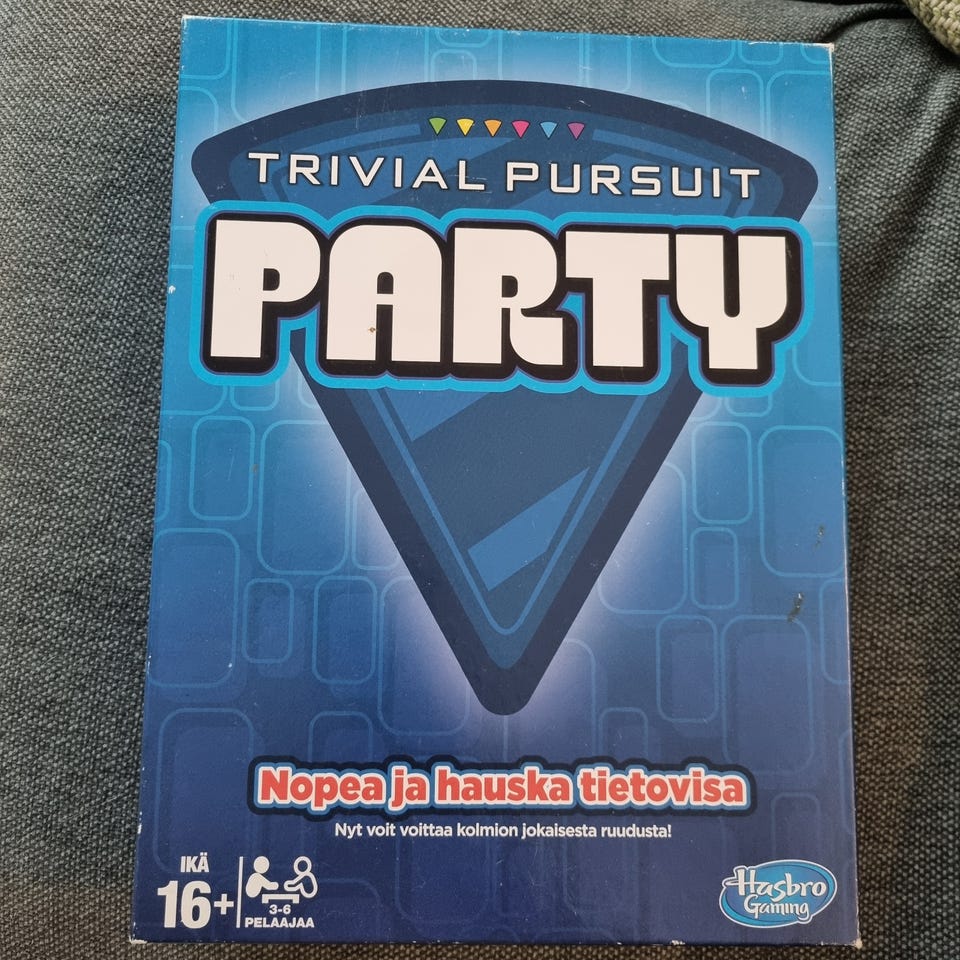 TRIVIAL PURSUIT
PARTY
Nopea ja hauska tietovisa
Nyt voit voittaa kolmion jokaisesta ruudusta!
IKÄ
16+
3-6
PELAAJAA
Hasbro
Gaming